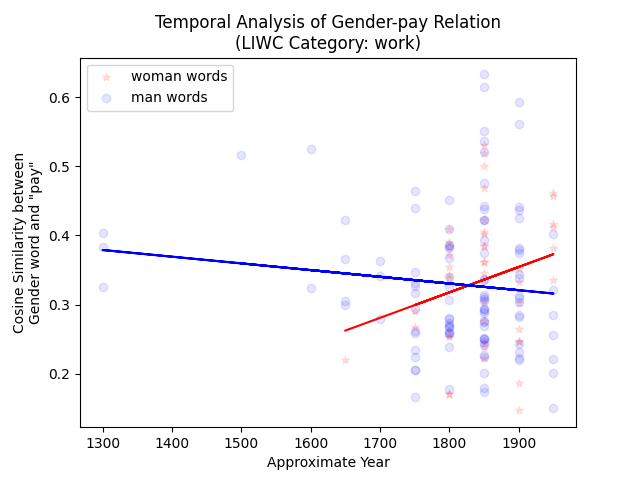 Temporal Analysis of Gender-pay Relation
(LIWC Category: work)
woman words
man words
Cosine Similarity between
Gender word and "pay"
0.6
0.5
0.4
0.3
0.2
1300 1400 1500 1600 1700 1800 1900
Approximate Year